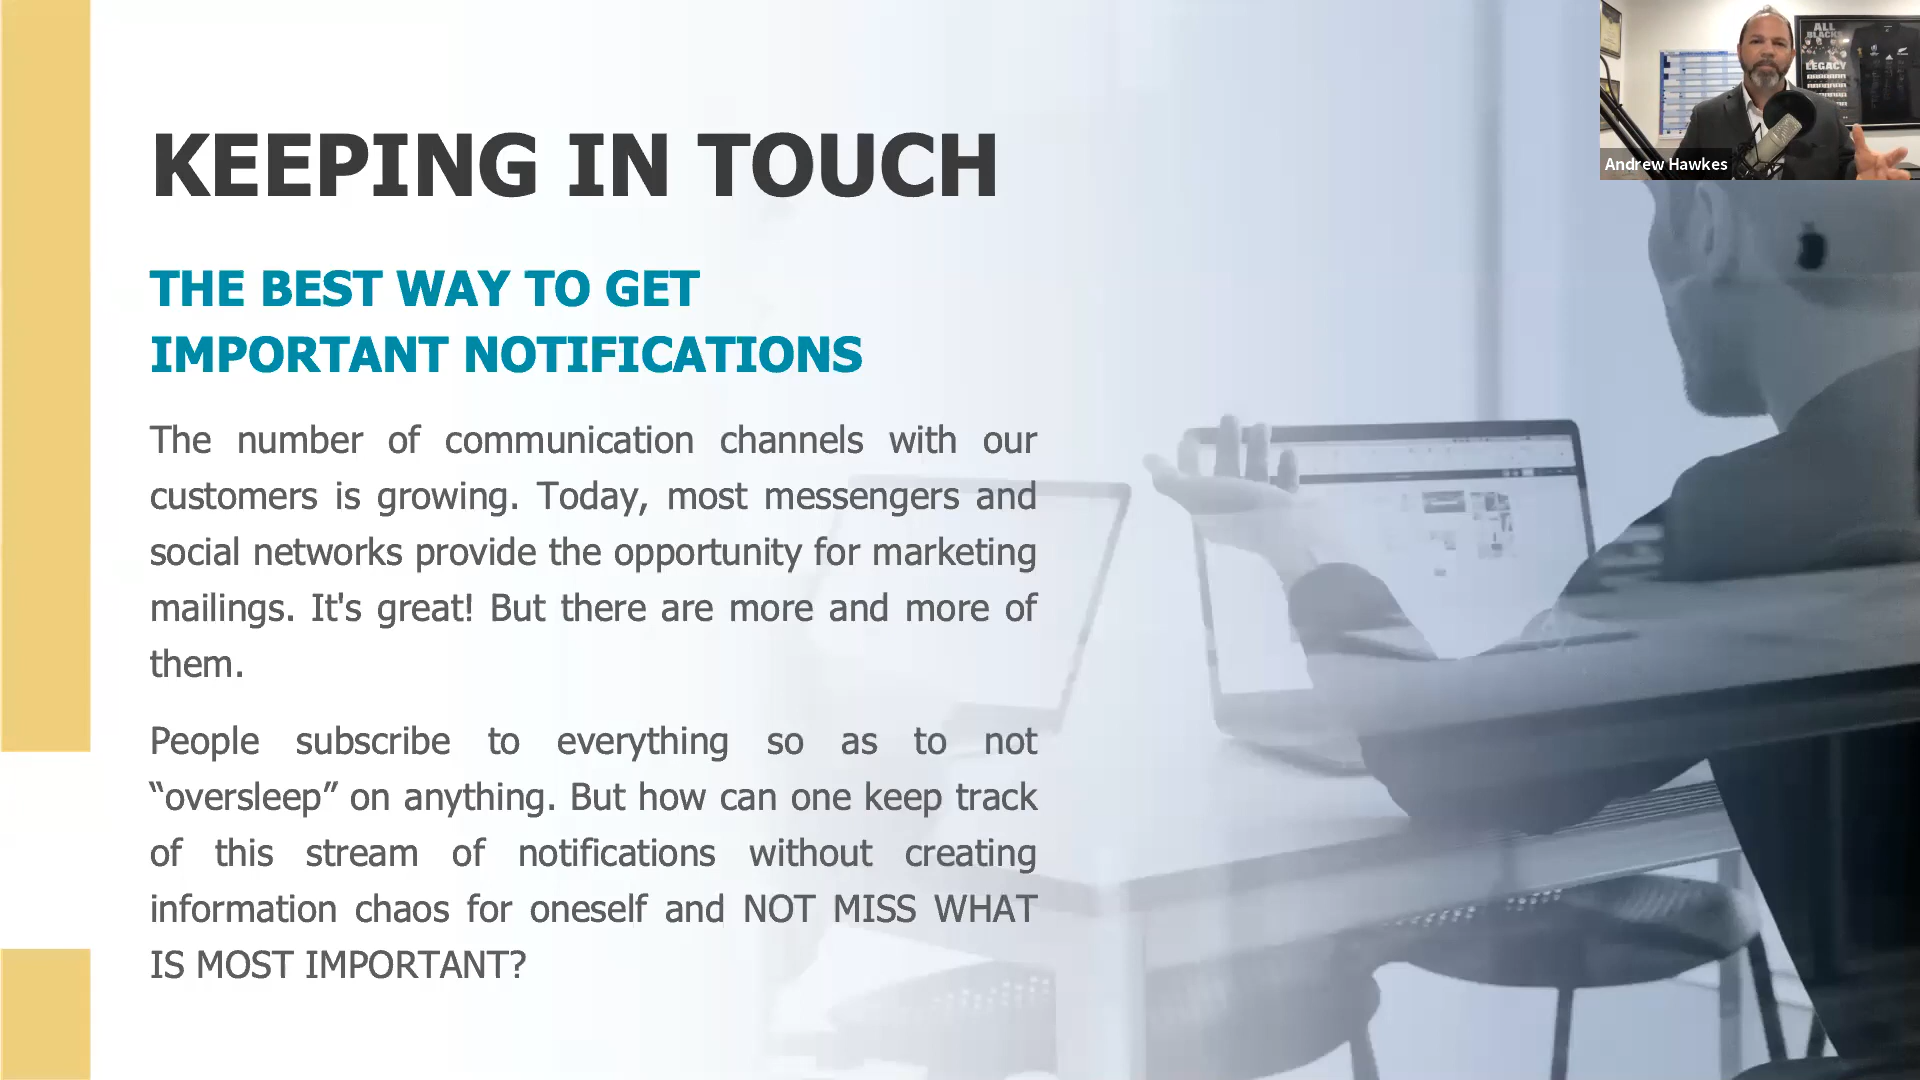 KEEPING IN TOUCH
THE BEST WAY TO GET
IMPORTANT NOTIFICATIONS
The number of communication channels with our
customers is growing. Today, most messengers and
social networks provide the opportunity for marketing
mailings. It's great! But there are more and more of
them.
People subscribe to everything so as to not
“oversleep” on anything. But how can one keep track
of this stream of notifications without creating
information chaos for oneself and NOT MISS WHAT
IS MOST IMPORTANT?
ALL
BLACKS
LEGACY
Andrew Hawkes